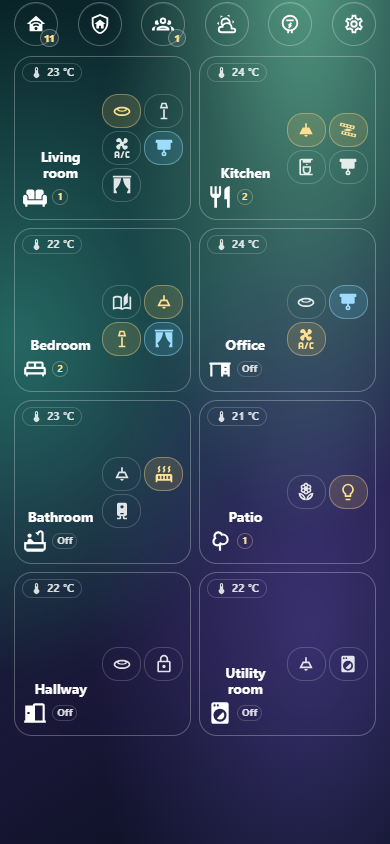 11
1
23 °C
Living
room
A/C
1
24 °C
Kitchen
2
22 °C
Bedroom
2
24 °C
A/C
Office
Off
23 °C
Bathroom
Off
21 °C
Patio
1
22 °C
Hallway
Off
22 °C
Utility
room
Off